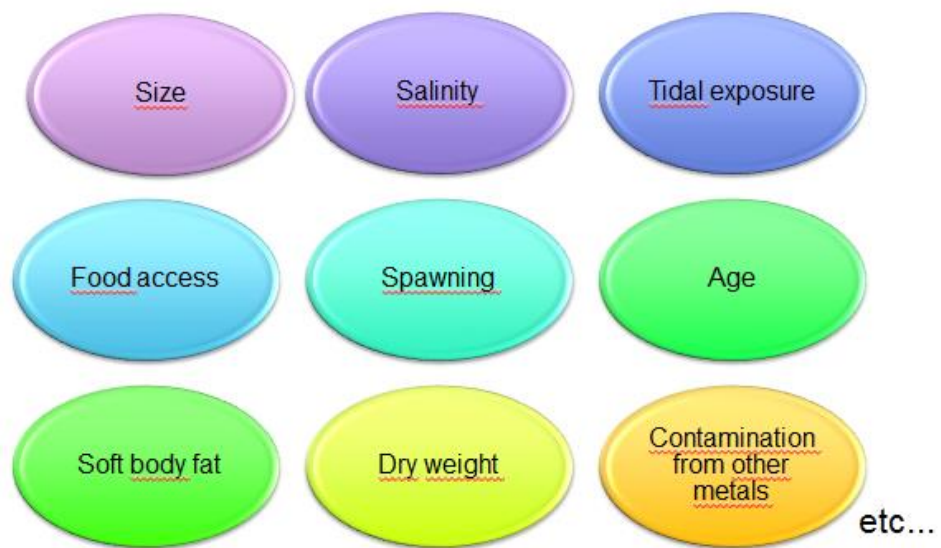 Size
Salinity
Tidal exposure
Food access
Spawning
Age
Soft body fat
Dry weight
Contamination
from other
metals
etc...